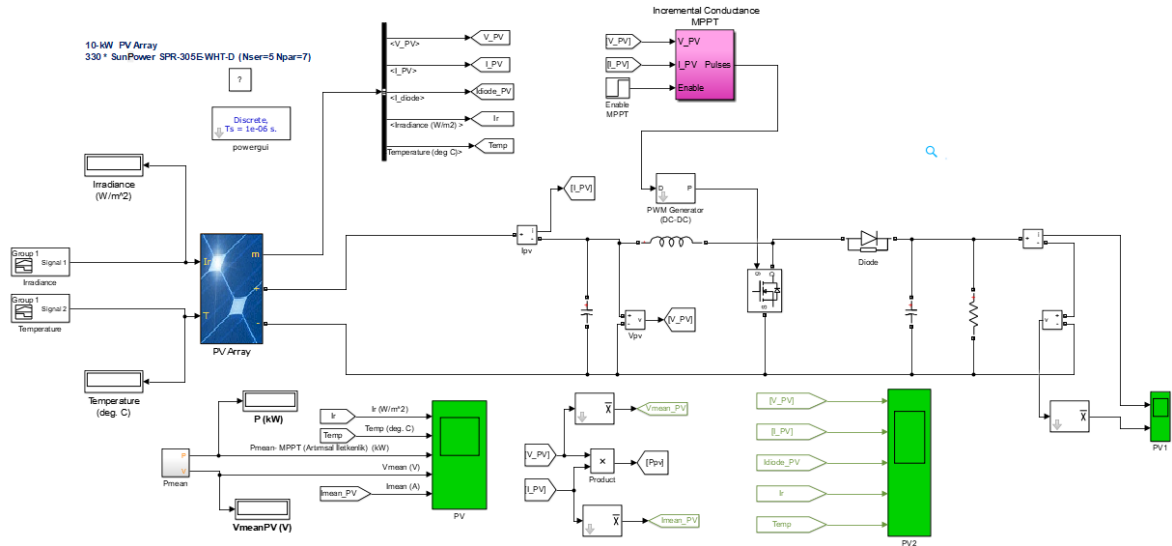 Incremental Conductance
MPPT
10-kW PV Array
330 * SunPower SPR-305E-WHT-D (Nser=5 Npar=7)
?
Discrete,
Ts = 1e-06 s.
powergui
<V_PV>
V_PV
<I_PV>
I_PV
<I_diode>
Idiode_PV
<Irradiance (W/m2)>
Ir
Temperature (deg C)>
Temp
[V_PV]
[I_PV]
V_PV
I_PV
Pulses
Enable
Enable
MPPT
Irradiance
(W/m^2)
Group 1
Signal 1
Irradiance
Group 1
Signal 2
Temperature
Ir
T
m
+
-
PV Array
Temperature
(deg. C)
[I_PV]
+
-
i
Ipv
D
P
PWM Generator
(DC-DC)
g
Diode
+
-
v
Vpv
[V_PV]
+
-
i
v
+
-
P (kW)
P
V
Pmean
VmeanPV (V)
Ir
Ir (W/m^2)
Temp
Temp (deg. C)
Pmean- MPPT (Artımsal İletkenlik) (kW)
Vmean (V)
Imean_PV
Imean (A)
PV
X
Vmean_PV
[V_PV]
×
Product
[Ppv]
[I_PV]
X
Imean_PV
[V_PV]
[I_PV]
Idiode_PV
Ir
Temp
PV2
X
PV1